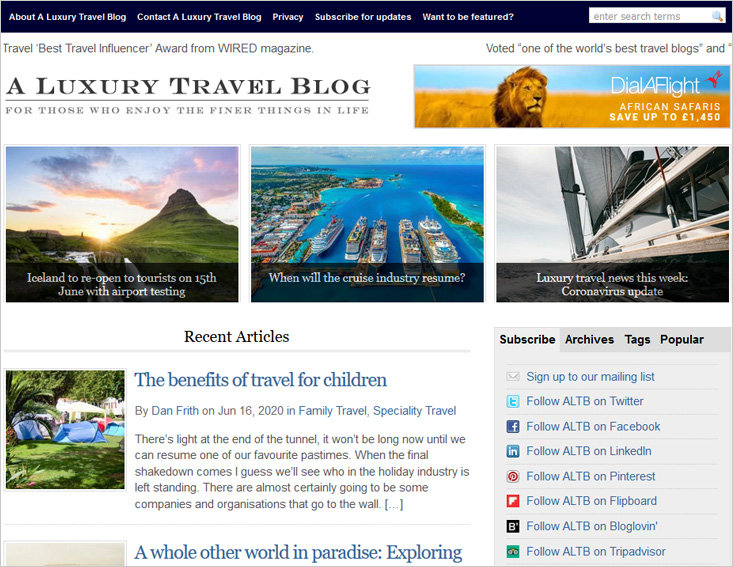 About A Luxury Travel Blog
Contact A Luxury Travel Blog
Privacy
Subscribe for updates
Want to be featured?
enter search terms
Travel ‘Best Travel Influencer’ Award from WIRED magazine.
Voted “one of the world’s best travel blogs” and “
A LUXURY TRAVEL BLOG
FOR THOSE WHO ENJOY THE FINER THINGS IN LIFE
DialAFlight
AFRICAN SAFARIS
SAVE UP TO £1,450
Iceland to re-open to tourists on 15th
June with airport testing
When will the cruise industry resume?
Luxury travel news this week:
Coronavirus update
Recent Articles
The benefits of travel for children
By Dan Frith on Jun 16, 2020 in Family Travel, Speciality Travel
There’s light at the end of the tunnel, it won’t be long now until we
can resume one of our favourite pastimes. When the final
shakedown comes I guess we’ll see who in the holiday industry is
left standing. There are almost certainly going to be some
companies and organisations that go to the wall. […]
A whole other world in paradise: Exploring
Subscribe
Archives
Tags
Popular
Sign up to our mailing list
Follow ALTB on Twitter
Follow ALTB on Facebook
Follow ALTB on LinkedIn
Follow ALTB on Pinterest
Follow ALTB on Flipboard
Follow ALTB on Bloglovin'
Follow ALTB on Tripadvisor